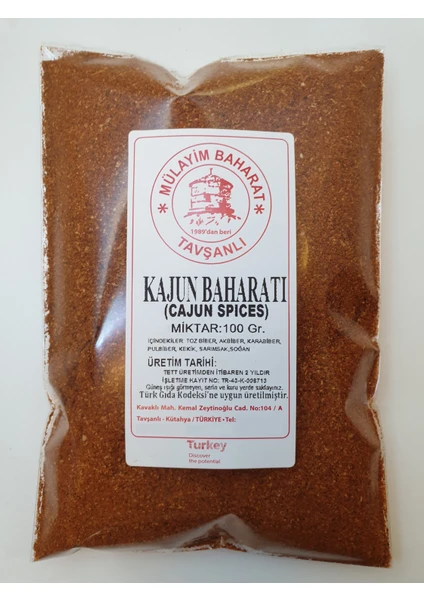 * MÜLAYİM BAHARAT *
1989'dan beri
TAVŞANLI
KAJUN BAHARATI
(CAJUN SPICES)
MİKTAR:100 Gr.
İÇİNDEKİLER TOZ BİBER, AKBİBER, KARABİBER,
PULBİBER, KEKİK, SARIMSAK,SOĞAN
ÜRETİM TARİHİ:
TETT ÜRETİMDEN İTİBAREN 2 YILDIR
İŞLETME KAYIT NO: TR-43-K-006713
Güneş ışığı görmeyen, serin ve kuru yerde saklayınız.
Türk Gıda Kodeksi'ne uygun üretilmiştir.
Kavaklı Mah. Kemal Zeytinoğlu Cad. No:104 / A
Tavşanlı - Kütahya / TÜRKİYE - Tel:
Turkey
Discover
the potential